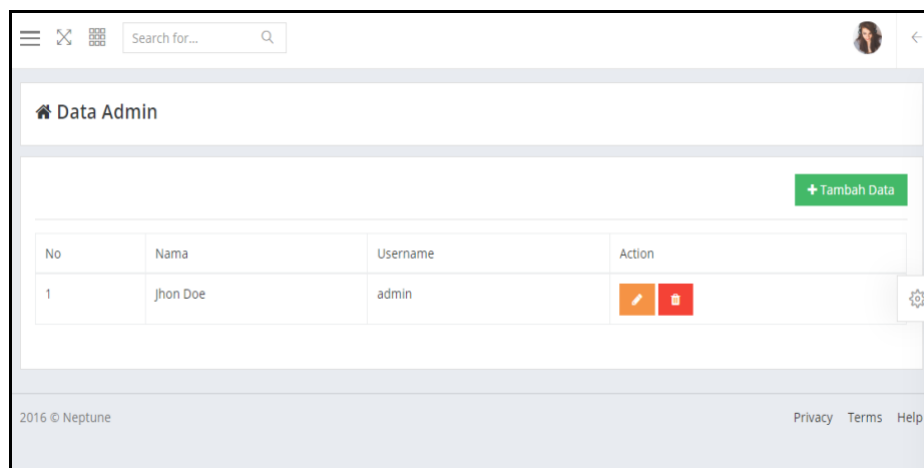 Search for...
Data Admin
Tambah Data
No Nama Username Action
1 Jhon Doe admin
2016 © Neptune Privacy Terms Help